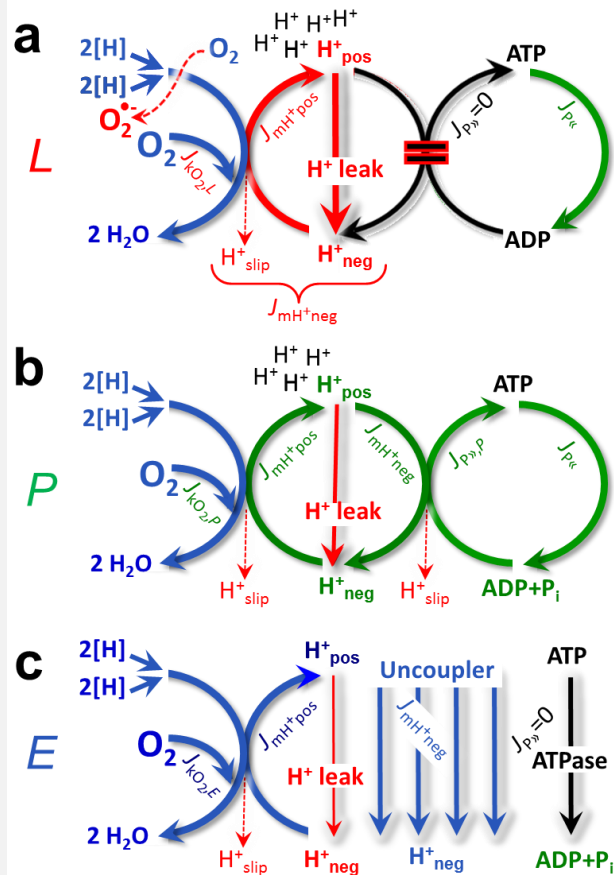 a
H⁺ H⁺ H⁺
2[H]
O₂
H⁺ H⁺ H⁺pos
ATP
2[H]
O₂•-
JmH⁺pos
JP»=0
JP«
O₂
JkO₂,L
L
H⁺ leak
2 H₂O
H⁺slip
H⁺neg
ADP
JmH⁺neg
b
H⁺ H⁺
2[H]
H⁺ H⁺ H⁺pos
ATP
2[H]
JmH⁺pos
JmH⁺neg
JP»,P
JP«
O₂
JkO₂,P
P
H⁺ leak
2 H₂O
H⁺slip
H⁺neg
H⁺slip
ADP+Pi
c
2[H]
H⁺pos
Uncoupler
ATP
2[H]
JmH⁺pos
JmH⁺neg
JP»=0
O₂
JkO₂,E
E
H⁺ leak
ATPase
2 H₂O
H⁺slip
H⁺neg
H⁺neg
ADP+Pi